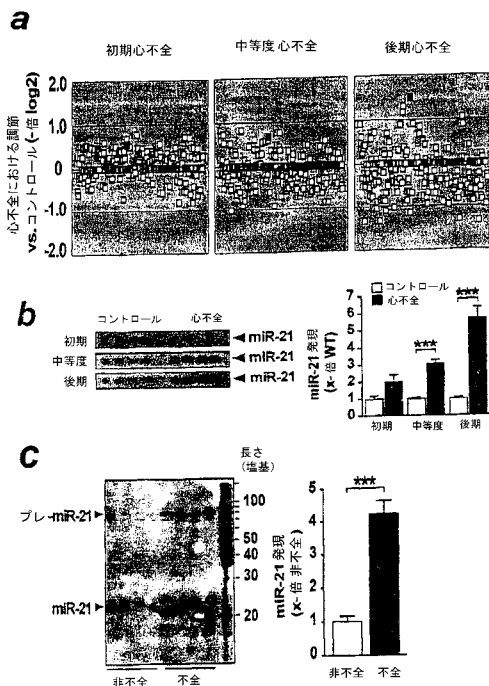 a
初期心不全
中等度 心不全
後期心不全
心不全における調節
vs.コントロール (-倍 log2)
2.0
1.0
0
-1.0
-2.0
b
コントロール
心不全
初期
miR-21
中等度
miR-21
後期
miR-21
コントロール
心不全
miR-21 発現
(x-倍 WT)
7
6
5
4
3
2
1
0
***
***
初期
中等度
後期
c
長さ
(塩基)
プレ-miR-21
miR-21
100
50
40
30
20
非不全
不全
miR-21 発現
(x-倍 非不全)
5
4
2
1
0
***
非不全
不全